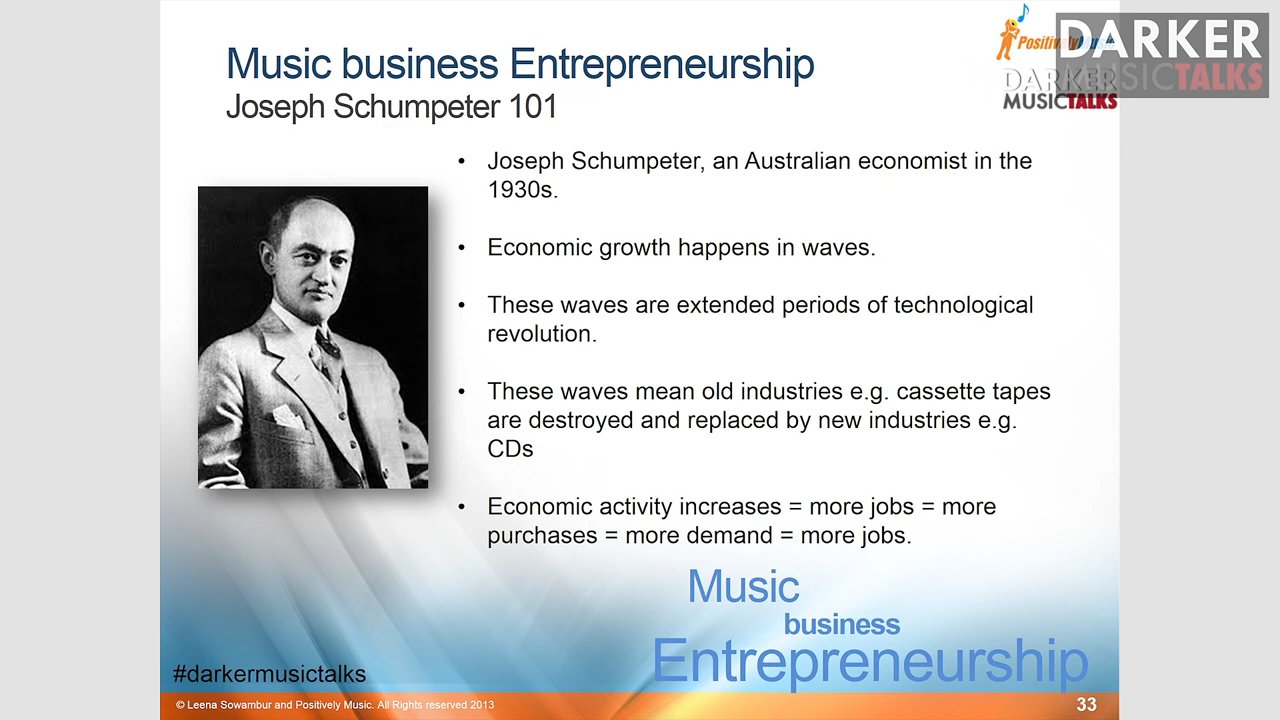 Music business Entrepreneurship
Joseph Schumpeter 101
PositivelyMusic
DARKER
MUSICTALKS
DARKER
MUSICTALKS
• Joseph Schumpeter, an Australian economist in the
1930s.
• Economic growth happens in waves.
• These waves are extended periods of technological
revolution.
• These waves mean old industries e.g. cassette tapes
are destroyed and replaced by new industries e.g.
CDs
• Economic activity increases = more jobs = more
purchases = more demand = more jobs.
Music
business
Entrepreneurship
#darkermusictalks
© Leena Sowambur and Positively Music. All Rights reserved 2013
33